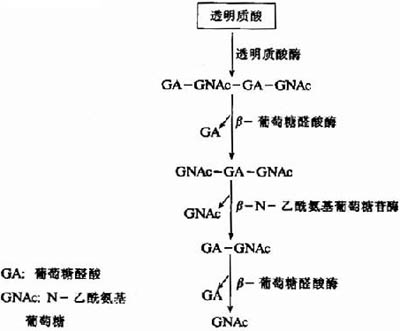 透明质酸
透明质酸酶
GA-GNAc-GA-GNAc
β-葡萄糖醛酸酶
GA
GNAc-GA-GNAc
β-N-乙酰氨基葡萄糖苷酶
GNAc
GA-GNAc
β-葡萄糖醛酸酶
GA
GNAc
GA: 葡萄糖醛酸
GNAc: N-乙酰氨基
葡萄糖